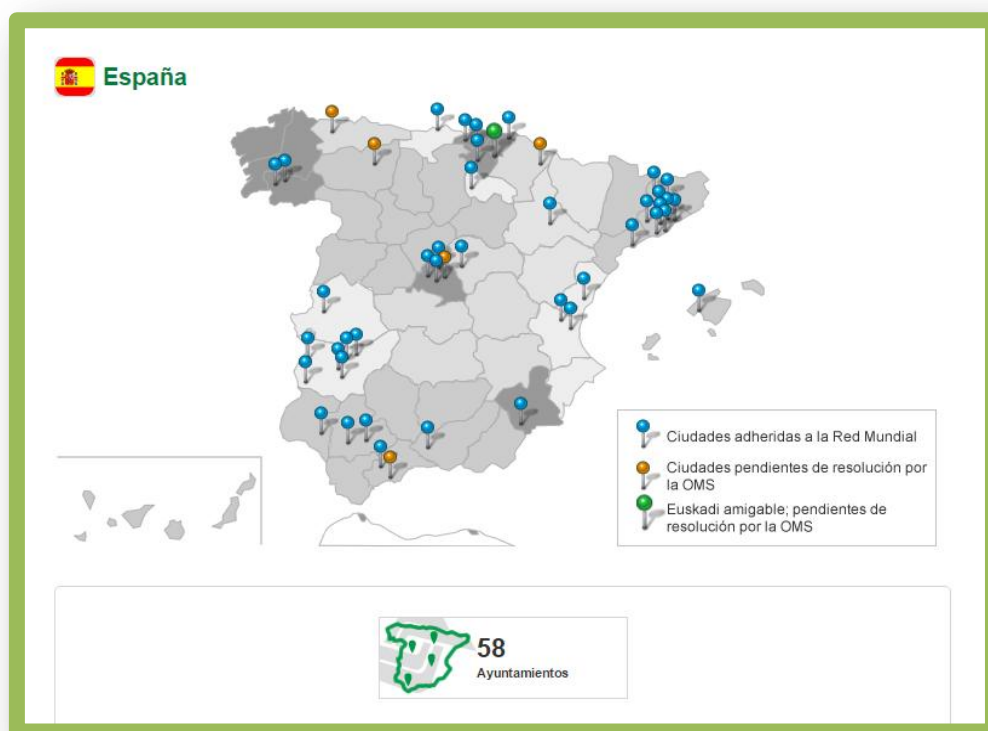 España
Ciudades adheridas a la Red Mundial
Ciudades pendientes de resolución por
la OMS
Euskadi amigable; pendientes de
resolución por la OMS
58
Ayuntamientos